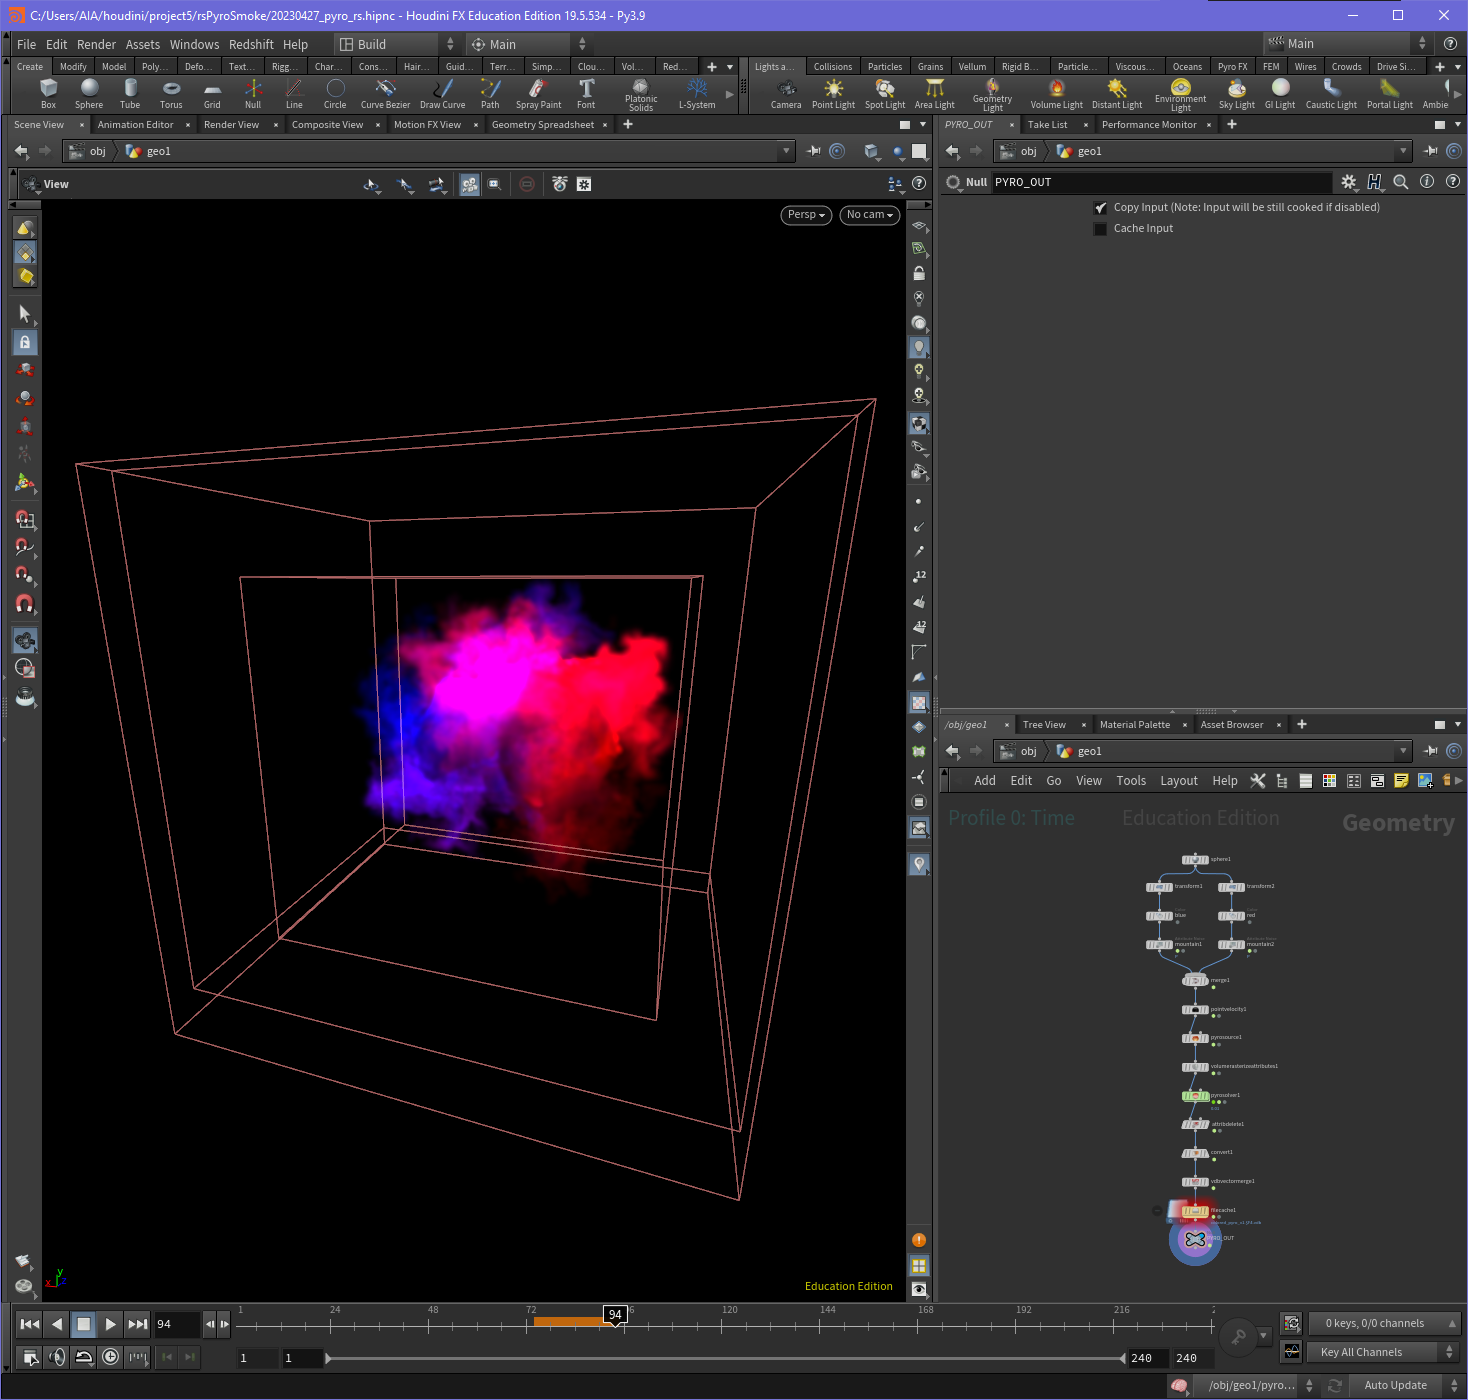 C:/Users/AIA/houdini/project5/rsPyroSmoke/20230427_pyro_rs.hipnc - Houdini FX Education Edition 19.5.534 - Py3.9
File Edit Render Assets Windows Redshift Help Build Main Main
Create Modify Model Poly... Defo... Text... Rigg... Char... Cons... Hair... Guid... Terr... Simp... Clou... Vol... Red... Lights a... Collisions Particles Grains Vellum Rigid B... Particle... Viscous... Oceans Pyro FX FEM Wires Crowds Drive Si...
Box Sphere Tube Torus Grid Null Line Circle Curve Bezier Draw Curve Path Spray Paint Font Platonic Solids L-System Camera Point Light Spot Light Area Light Geometry Light Volume Light Distant Light Environment Light Sky Light GI Light Caustic Light Portal Light Ambie
Scene View Animation Editor Render View Composite View Motion FX View Geometry Spreadsheet PYRO_OUT Take List Performance Monitor
obj geo1 obj geo1
View
Null PYRO_OUT
Persp No cam
Copy Input (Note: Input will be still cooked if disabled)
Cache Input
12
12
/obj/geo1 Tree View Material Palette Asset Browser
obj geo1
Add Edit Go View Tools Layout Help
Profile 0: Time Education Edition Geometry
sphere1
transform1 transform2
blue red
mountain1 mountain2
merge1
pointvelocity1
pyrosource1
volumerasterizeattributes1
pyrosolver1
attribdelete1
convert1
vdbvectormerge1
filecache1
PYRO_OUT
y
x z
Education Edition
1 24 48 72 94 120 144 168 192 216
94
1 1 240 240
0 keys, 0/0 channels
Key All Channels
/obj/geo1/pyro... Auto Update